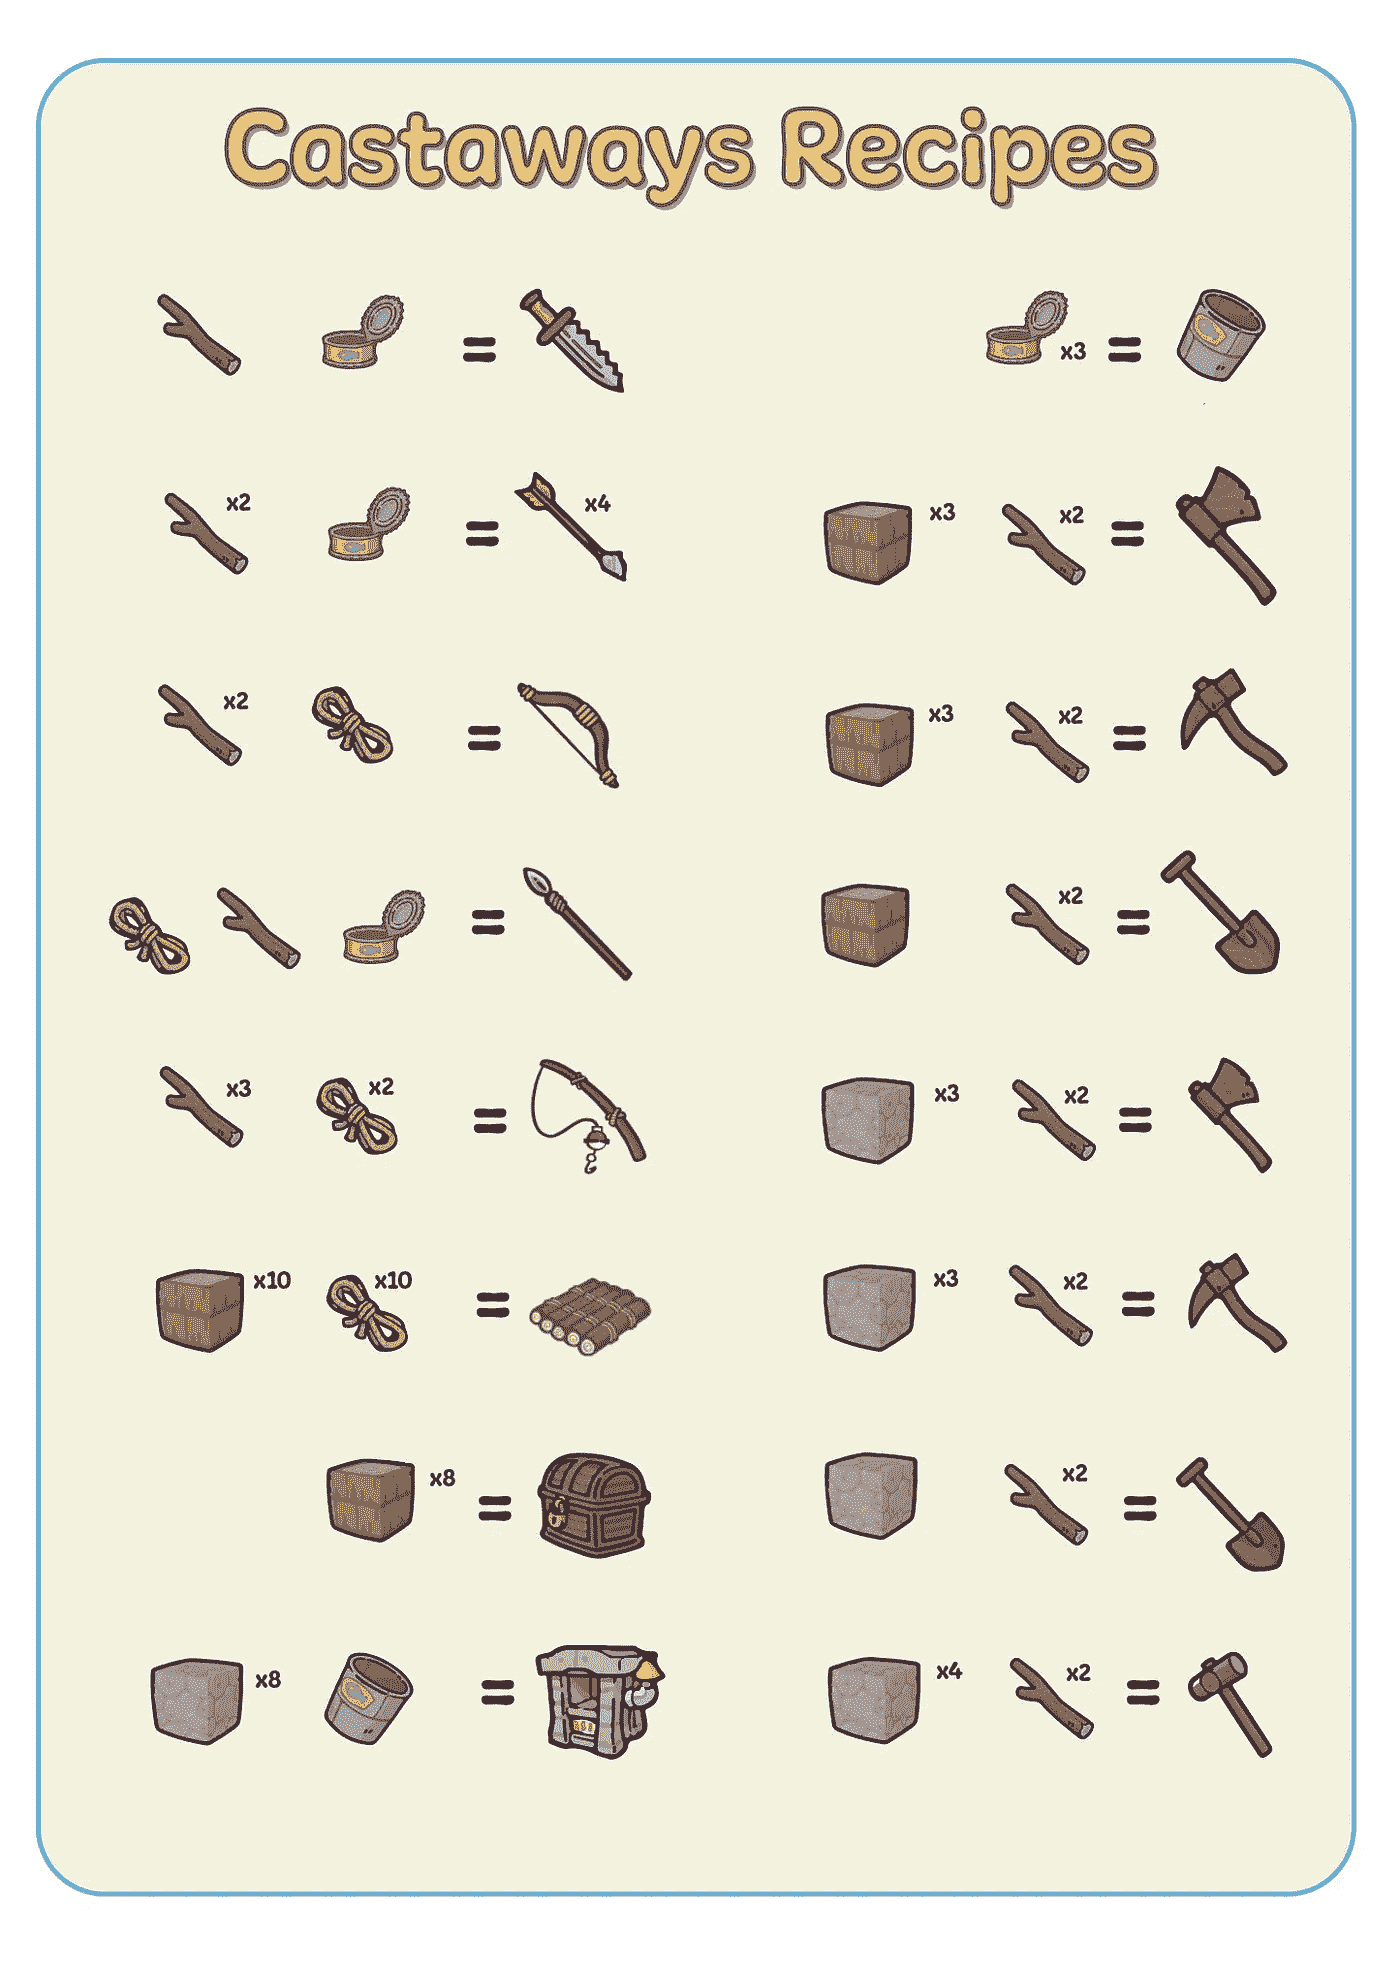 Castaways Recipes
= x3 =
x2 = x4 x3 x2 =
x2 = x3 x2 =
= x2 =
x3 x2 = x3 x2 =
x10 x10 = x3 x2 =
x8 = x2 =
x8 = x4 x2 =